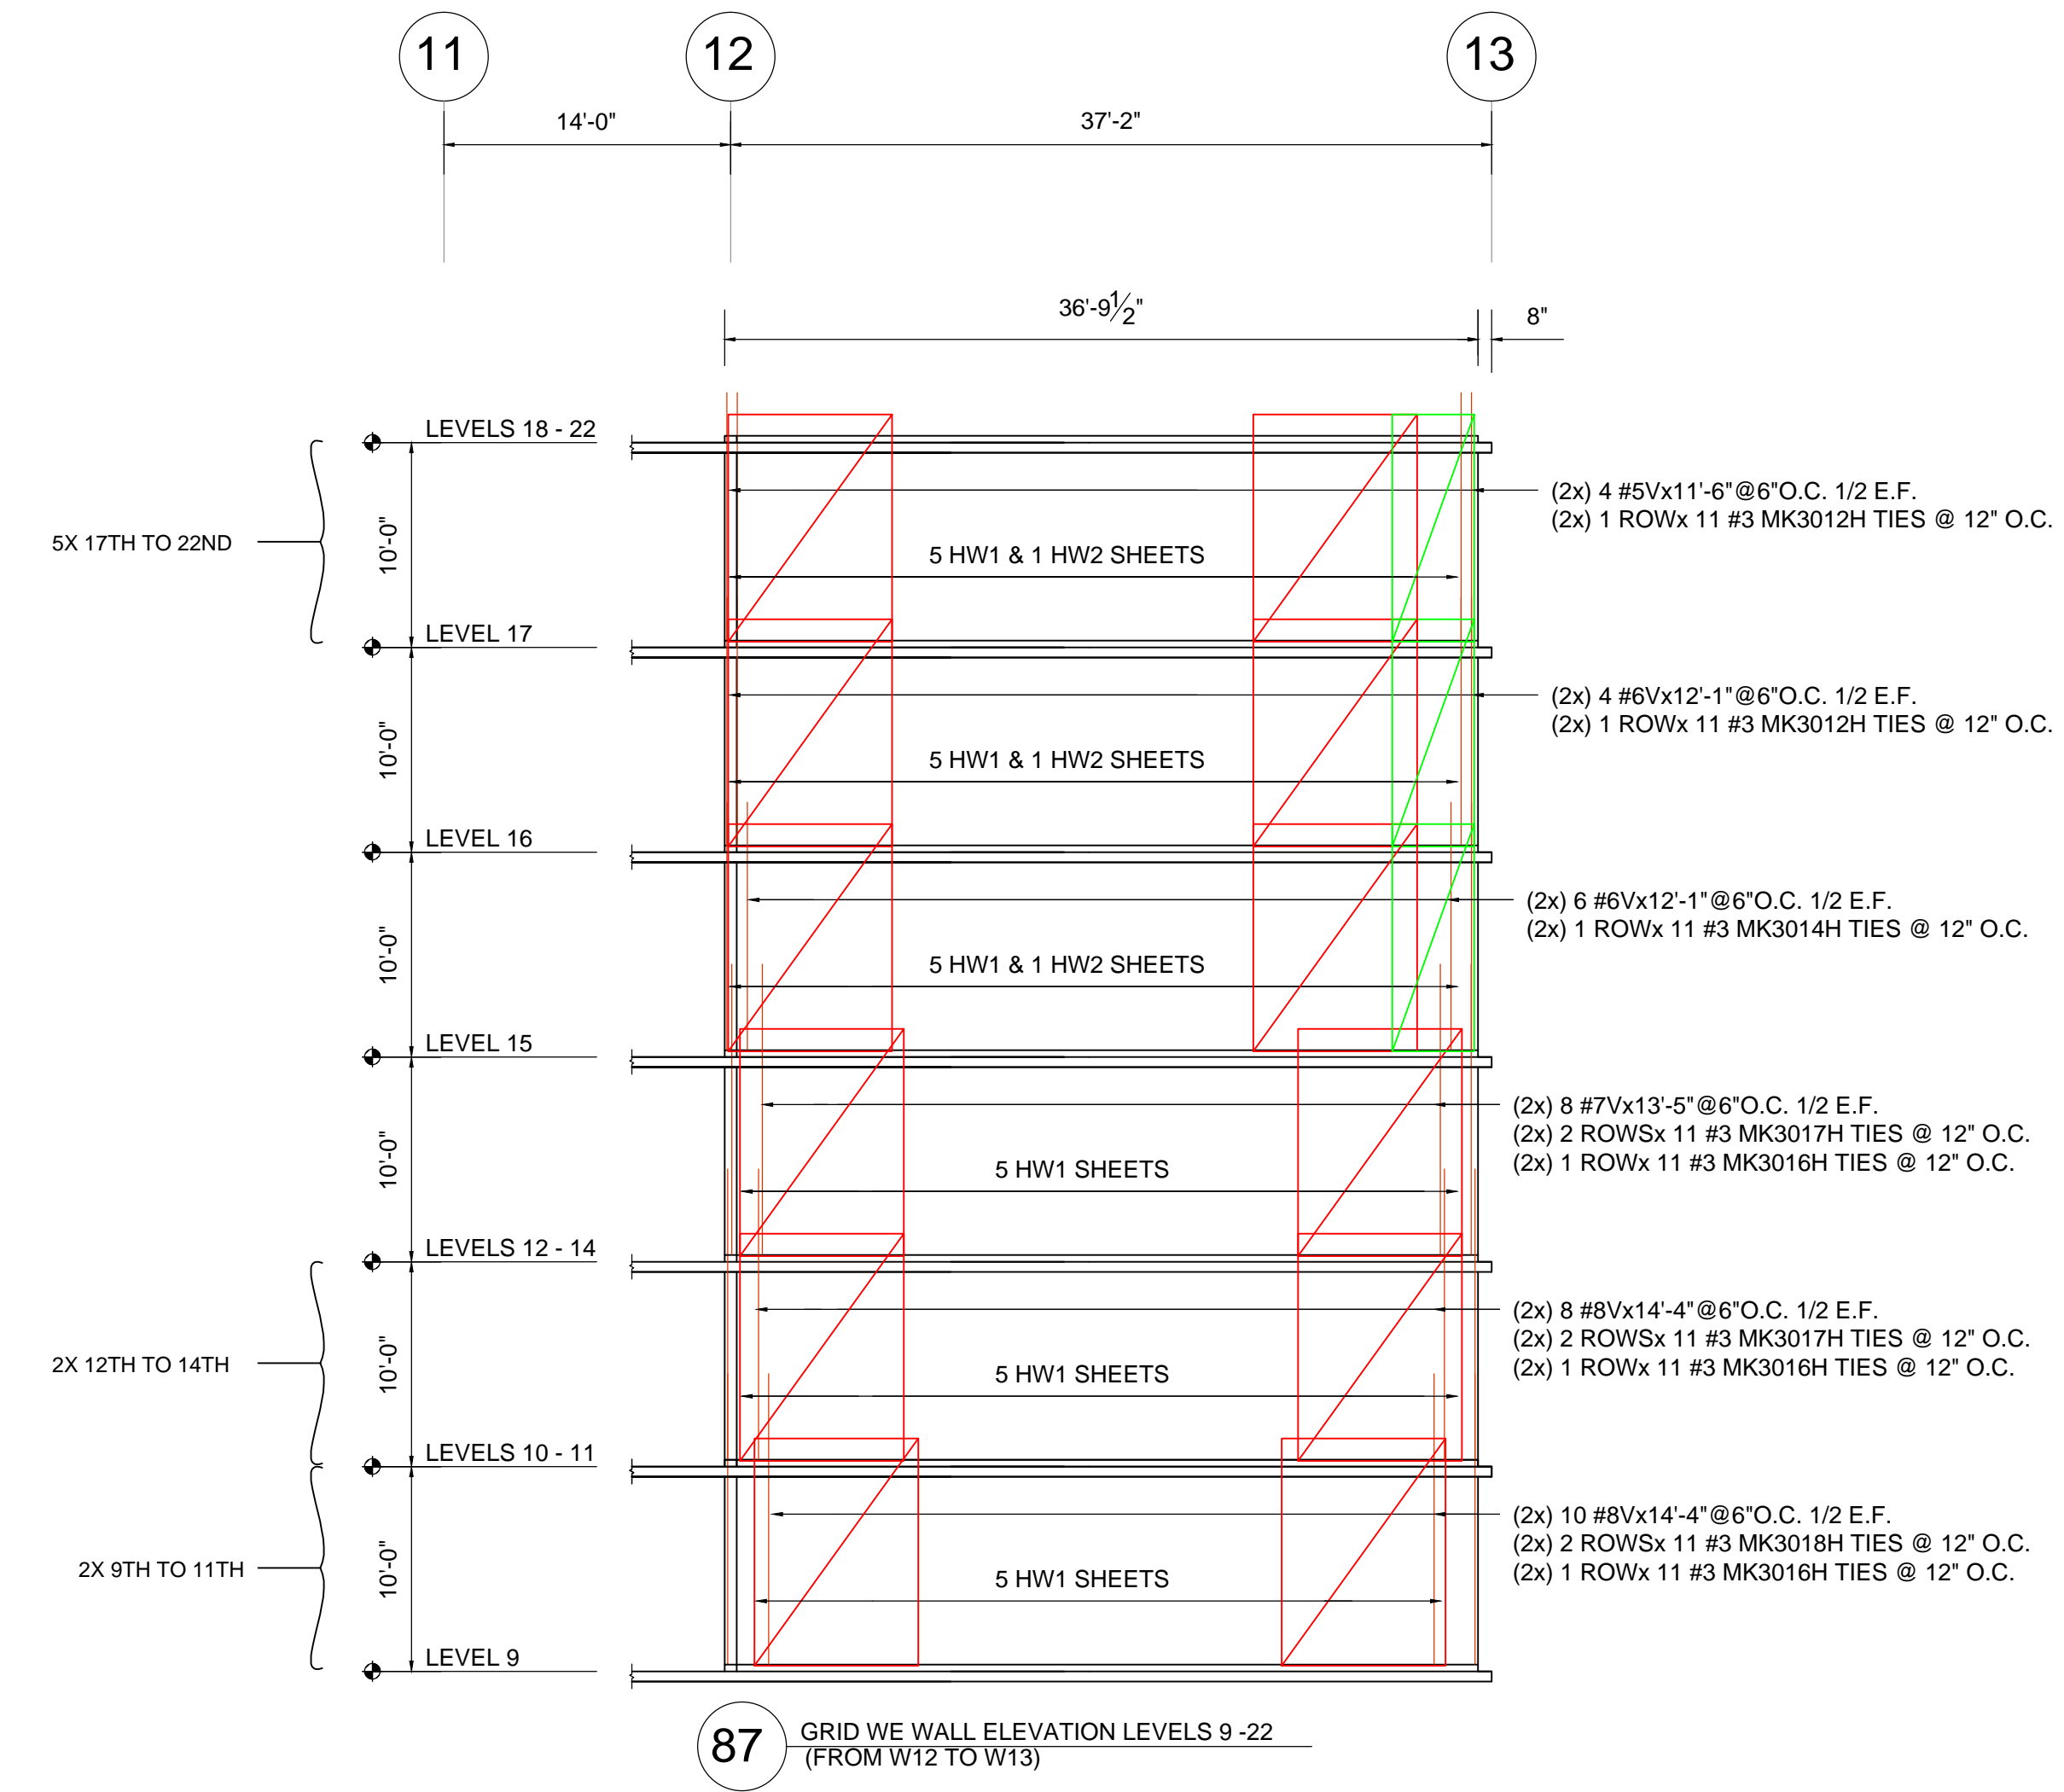 11
12
13
14'-0"
37'-2"
36'-9 1/2"
8"
LEVELS 18 - 22
(2x) 4 #5Vx11'-6"@6"O.C. 1/2 E.F.
(2x) 1 ROWx 11 #3 MK3012H TIES @ 12" O.C.
5X 17TH TO 22ND
10'-0"
5 HW1 & 1 HW2 SHEETS
LEVEL 17
(2x) 4 #6Vx12'-1"@6"O.C. 1/2 E.F.
(2x) 1 ROWx 11 #3 MK3012H TIES @ 12" O.C.
10'-0"
5 HW1 & 1 HW2 SHEETS
LEVEL 16
(2x) 6 #6Vx12'-1"@6"O.C. 1/2 E.F.
(2x) 1 ROWx 11 #3 MK3014H TIES @ 12" O.C.
10'-0"
5 HW1 & 1 HW2 SHEETS
LEVEL 15
(2x) 8 #7Vx13'-5"@6"O.C. 1/2 E.F.
(2x) 2 ROWSx 11 #3 MK3017H TIES @ 12" O.C.
(2x) 1 ROWx 11 #3 MK3016H TIES @ 12" O.C.
10'-0"
5 HW1 SHEETS
LEVELS 12 - 14
(2x) 8 #8Vx14'-4"@6"O.C. 1/2 E.F.
(2x) 2 ROWSx 11 #3 MK3017H TIES @ 12" O.C.
(2x) 1 ROWx 11 #3 MK3016H TIES @ 12" O.C.
2X 12TH TO 14TH
10'-0"
5 HW1 SHEETS
LEVELS 10 - 11
(2x) 10 #8Vx14'-4"@6"O.C. 1/2 E.F.
(2x) 2 ROWSx 11 #3 MK3018H TIES @ 12" O.C.
(2x) 1 ROWx 11 #3 MK3016H TIES @ 12" O.C.
2X 9TH TO 11TH
10'-0"
5 HW1 SHEETS
LEVEL 9
87
GRID WE WALL ELEVATION LEVELS 9 -22
(FROM W12 TO W13)